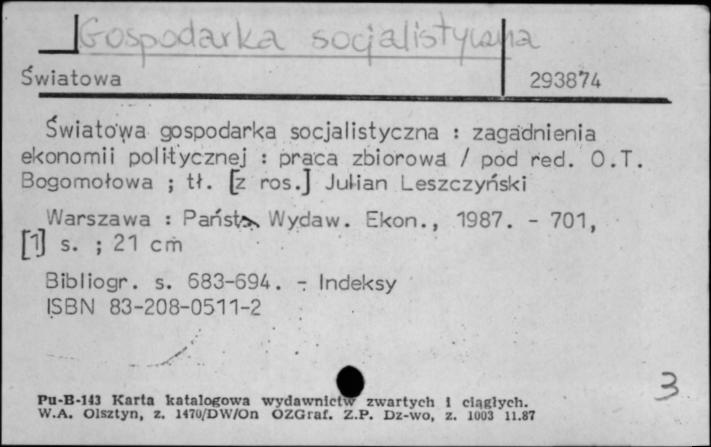 Gospodarka socjalistyczna
Światowa 293874
Światowa gospodarka socjalistyczna : zagadnienia
ekonomii politycznej : praca zbiorowa / pod red. O.T.
Bogomołowa ; tł. [z ros.] Julian Leszczyński
Warszawa : Państ. Wydaw. Ekon., 1987. - 701,
[1] s. ; 21 cm
Bibliogr. s. 683-694. - Indeksy
ISBN 83-208-0511-2
3
Pu-B-143 Karta katalogowa wydawnictw zwartych i ciągłych.
W.A. Olsztyn, z. 1470/DW/On OZGraf. Z.P. Dz-wo, z. 1003 11.87